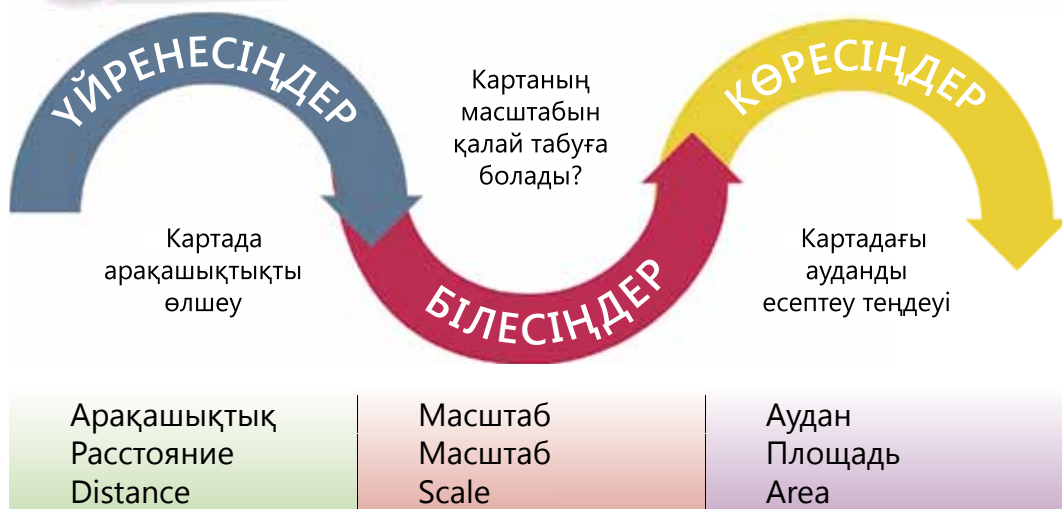 ҮЙРЕНЕСІҢДЕР
Картада
арақашықтықты
өлшеу
Картаның
масштабын
қалай табуға
болады?
БІЛЕСІҢДЕР
КӨРЕСІҢДЕР
Картадағы
ауданды
есептеу теңдеуі
Арақашықтық
Расстояние
Distance
Масштаб
Масштаб
Scale
Аудан
Площадь
Area